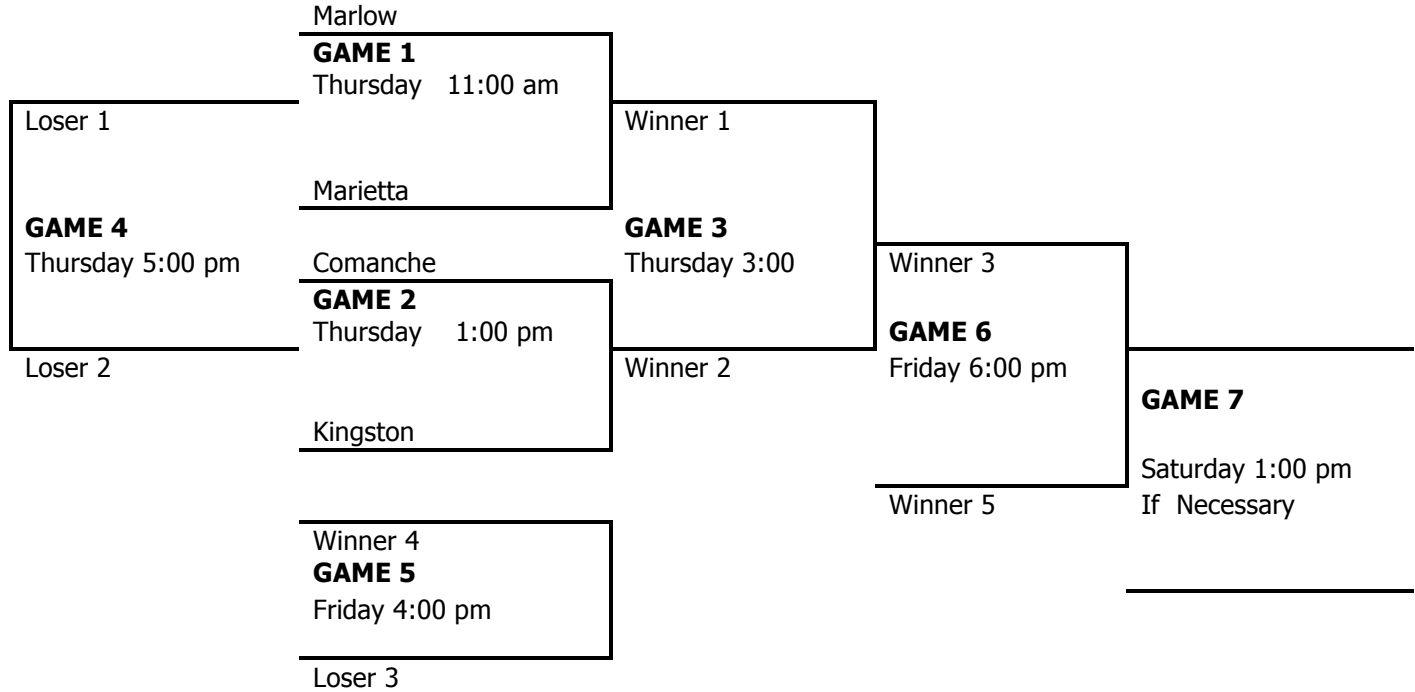 Marlow
GAME 1
Thursday 11:00 am
Loser 1
Winner 1
Marietta
GAME 4
GAME 3
Thursday 5:00 pm
Comanche
Thursday 3:00
Winner 3
GAME 2
Thursday 1:00 pm
GAME 6
Loser 2
Winner 2
Friday 6:00 pm
GAME 7
Kingston
Saturday 1:00 pm
Winner 5
If Necessary
Winner 4
GAME 5
Friday 4:00 pm
Loser 3